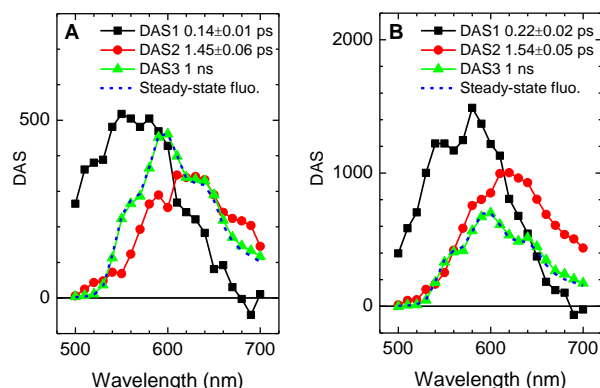 A
DAS1 0.14±0.01 ps
DAS2 1.45±0.06 ps
DAS3 1 ns
Steady-state fluo.
500
0
DAS
500 600 700
Wavelength (nm)
B
DAS1 0.22±0.02 ps
DAS2 1.54±0.05 ps
DAS3 1 ns
Steady-state fluo.
2000
1000
0
DAS
500 600 700
Wavelength (nm)